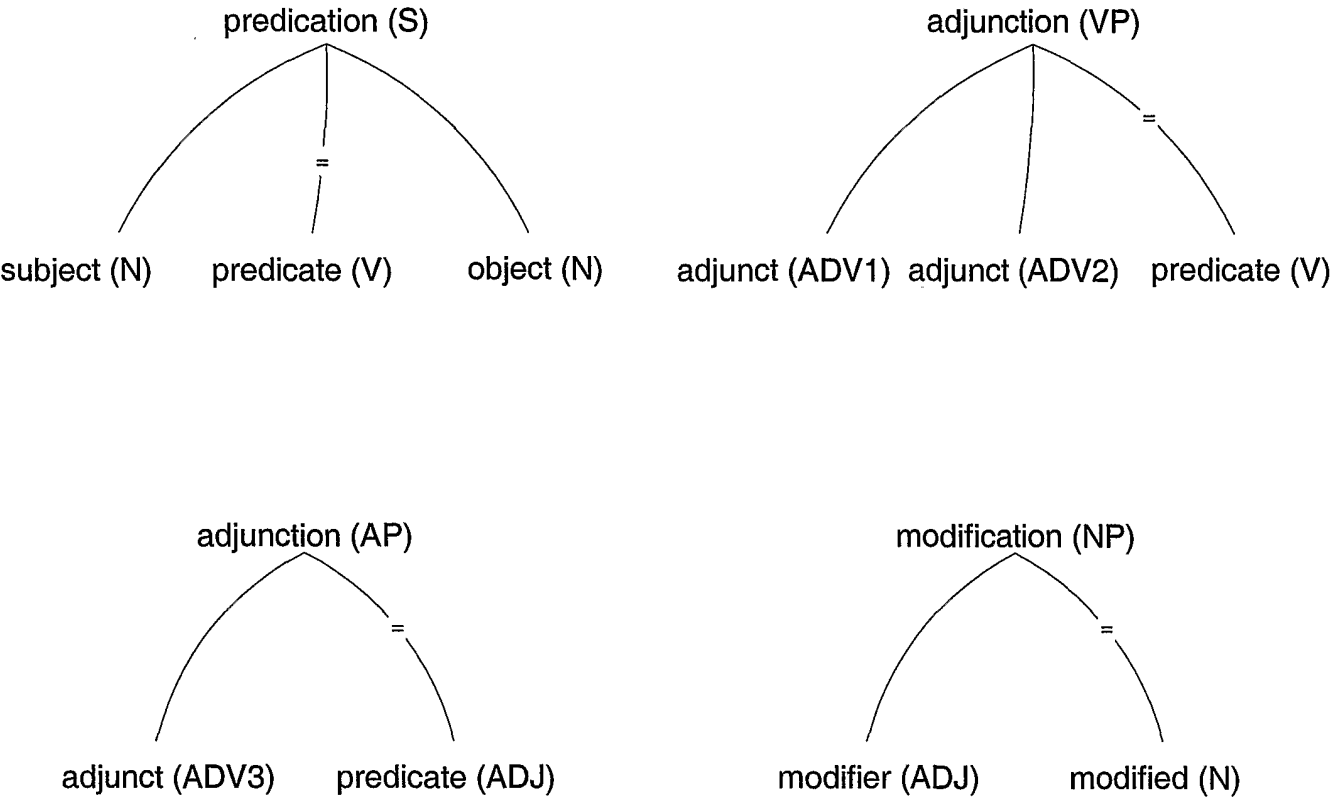 predication (S)
adjunction (VP)
=
=
subject (N) predicate (V) object (N)
adjunct (ADV1) adjunct (ADV2) predicate (V)
adjunction (AP)
modification (NP)
=
=
adjunct (ADV3) predicate (ADJ)
modifier (ADJ) modified (N)